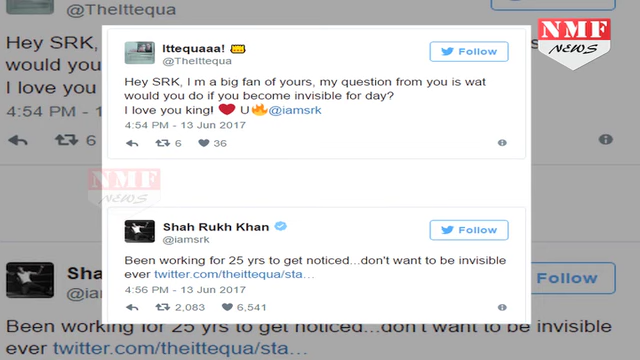 @TheIttequa
Hey SRK,
would you
I love you
4:54 PM -
6
NMF
NEWS
Ittequaaa!
@TheIttequa
Follow
Hey SRK, I m a big fan of yours, my question from you is wat
would you do if you become invisible for day?
I love you king! ❤️ U🔥@iamsrk
4:54 PM - 13 Jun 2017
6 36
NMF
NEWS
Shah Rukh Khan
@iamsrk
Follow
Been working for 25 yrs to get noticed...don't want to be invisible
ever twitter.com/theittequa/sta…
4:56 PM - 13 Jun 2017
2,083 6,541
Sha
@iar
Follow
Been working for 25 yrs to get noticed...don't want to be invisible
ever twitter.com/theittequa/sta…